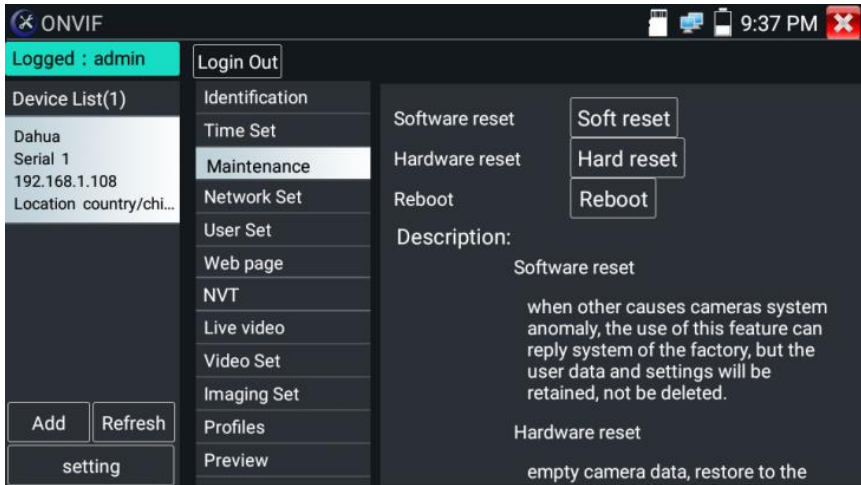 ONVIF
9:37 PM
Logged : admin
Login Out
Device List(1)
Dahua
Serial 1
192.168.1.108
Location country/chi...
Add
Refresh
setting
Identification
Time Set
Maintenance
Network Set
User Set
Web page
NVT
Live video
Video Set
Imaging Set
Profiles
Preview
Software reset
Soft reset
Hardware reset
Hard reset
Reboot
Reboot
Description:
Software reset
when other causes cameras system
anomaly, the use of this feature can
reply system of the factory, but the
user data and settings will be
retained, not be deleted.
Hardware reset
empty camera data, restore to the